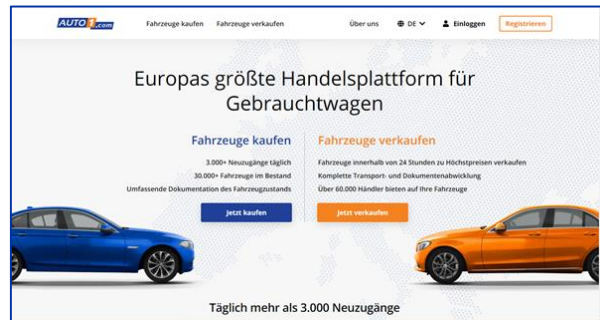 AUTO1.com
Fahrzeuge kaufen Fahrzeuge verkaufen Über uns DE Einloggen Registrieren
Europas größte Handelsplattform für
Gebrauchtwagen
Fahrzeuge kaufen
3.000+ Neuzugänge täglich
30.000+ Fahrzeuge im Bestand
Umfassende Dokumentation des Fahrzeugzustands
Jetzt kaufen
Fahrzeuge verkaufen
Fahrzeuge innerhalb von 24 Stunden zu Höchstpreisen verkaufen
Komplette Transport- und Dokumentenabwicklung
Über 60.000 Händler bieten auf Ihre Fahrzeuge
Jetzt verkaufen
Täglich mehr als 3.000 Neuzugänge